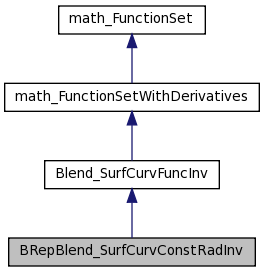 math_FunctionSet
math_FunctionSetWithDerivatives
Blend_SurfCurvFuncInv
BRepBlend_SurfCurvConstRadInv